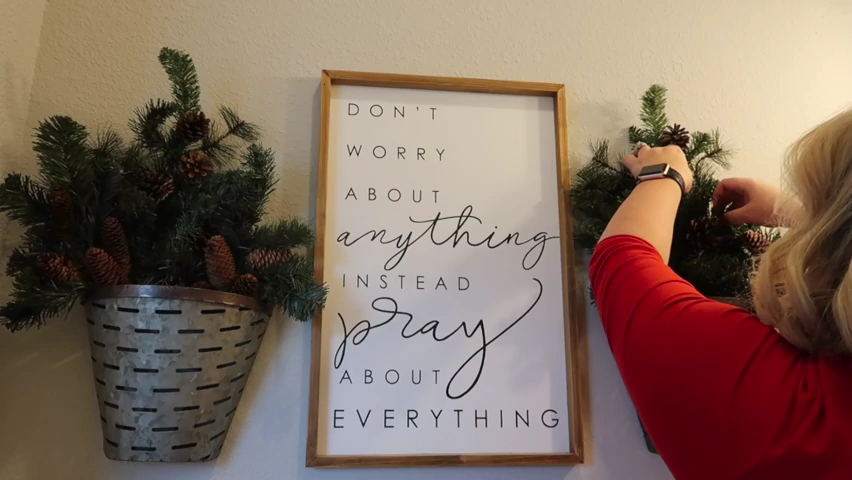 DON'T
WORRY
ABOUT
anything
INSTEAD
pray
ABOUT
EVERYTHING